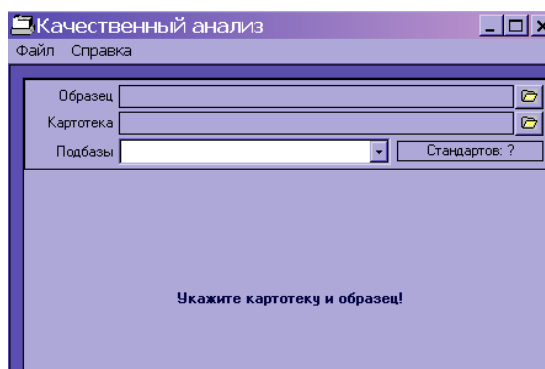 Качественный анализ
Файл Справка
Образец
Картотека
Подбазы Стандартов: ?
Укажите картотеку и образец!